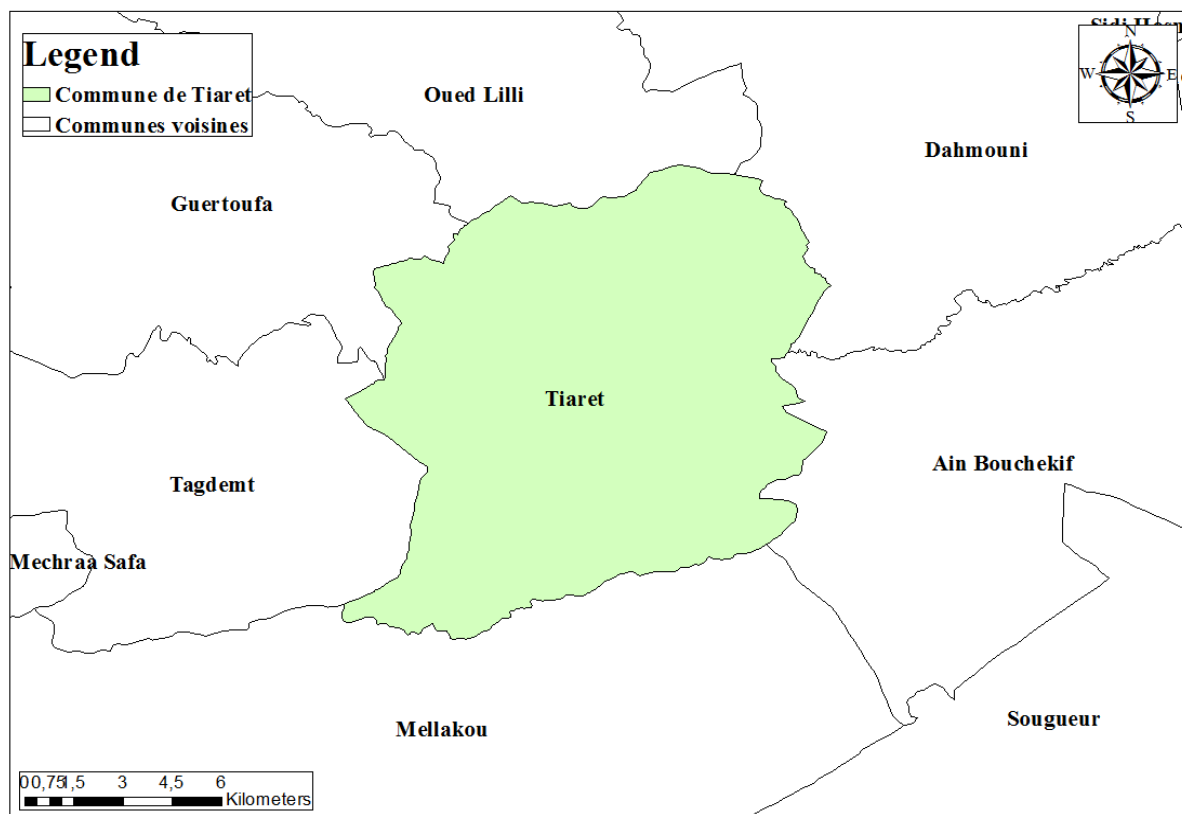 Legend
Commune de Tiaret
Communes voisines
Oued Lilli
N
W
E
S
Dahmouni
Guertoufa
Tiaret
Ain Bouchekif
Tagdemt
Mechraa Safa
Mellakou
Sougueur
0 0,75 1,5 3 4,5 6
Kilometers